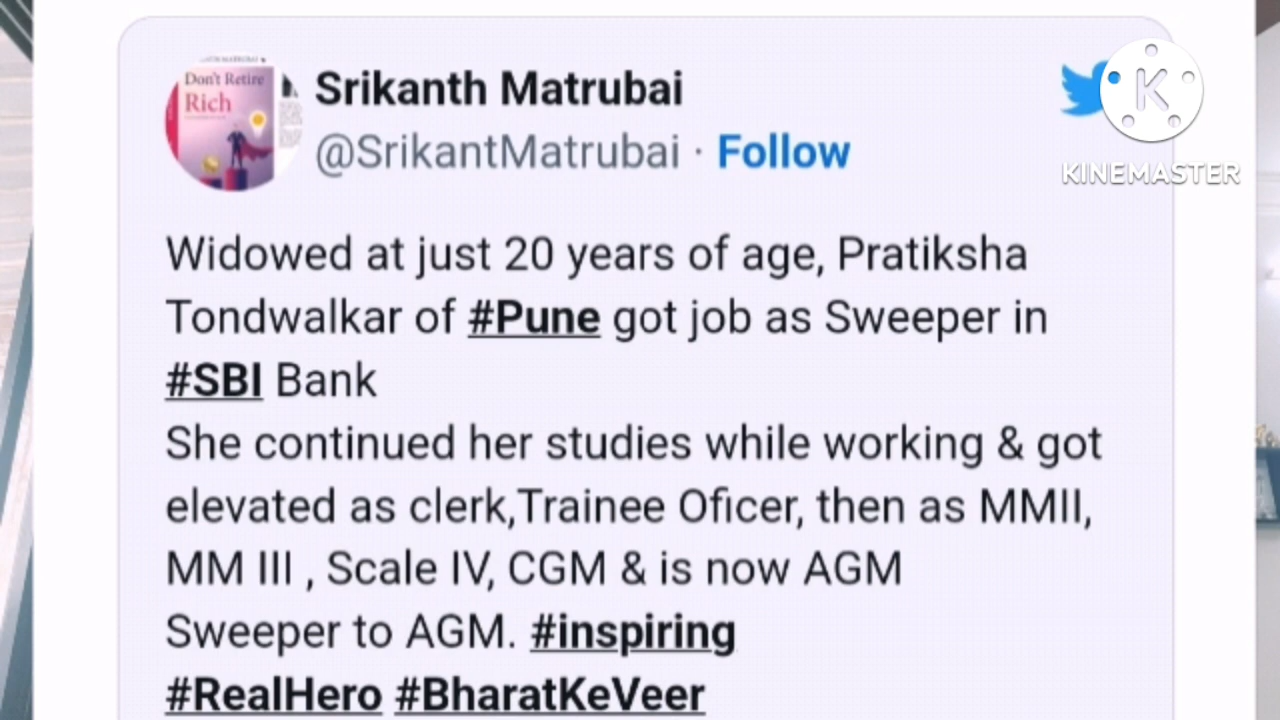 Don't Retire
Rich
Srikanth Matrubai
@SrikantMatrubai · Follow
K
KINEMASTER
Widowed at just 20 years of age, Pratiksha
Tondwalkar of #Pune got job as Sweeper in
#SBI Bank
She continued her studies while working & got
elevated as clerk,Trainee Oficer, then as MMII,
MM III , Scale IV, CGM & is now AGM
Sweeper to AGM. #inspiring
#RealHero #BharatKeVeer